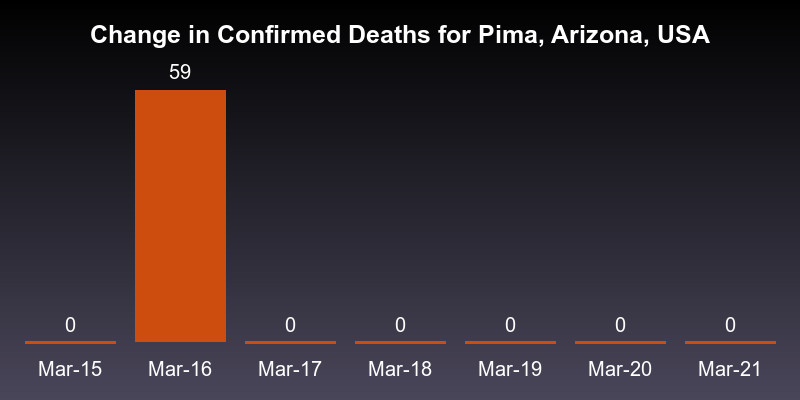 Change in Confirmed Deaths for Pima, Arizona, USA
59
0 0 0 0 0 0
Mar-15 Mar-16 Mar-17 Mar-18 Mar-19 Mar-20 Mar-21